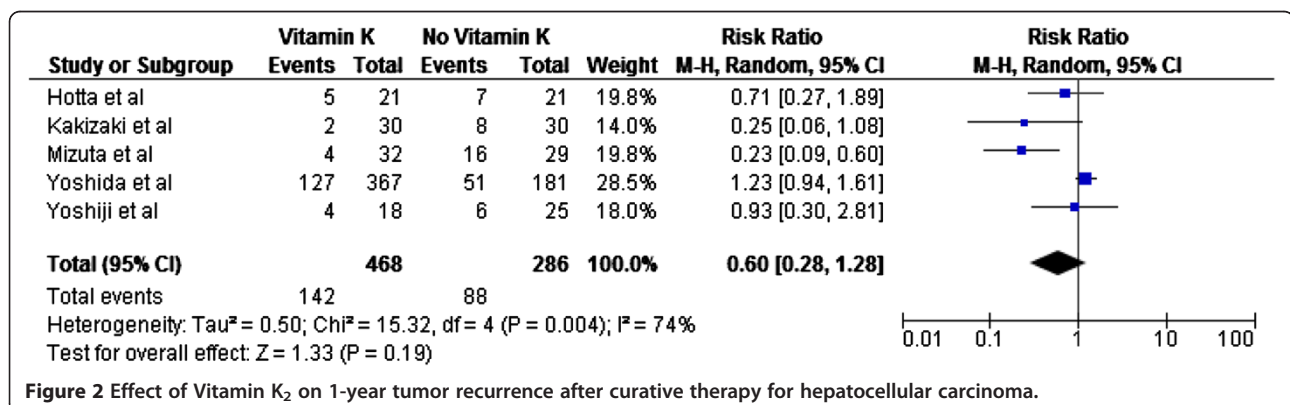 Vitamin K No Vitamin K Risk Ratio Risk Ratio
Study or Subgroup Events Total Events Total Weight M-H, Random, 95% CI M-H, Random, 95% CI
Hotta et al 5 21 7 21 19.8% 0.71 [0.27, 1.89]
Kakizaki et al 2 30 8 30 14.0% 0.25 [0.06, 1.08]
Mizuta et al 4 32 16 29 19.8% 0.23 [0.09, 0.60]
Yoshida et al 127 367 51 181 28.5% 1.23 [0.94, 1.61]
Yoshiji et al 4 18 6 25 18.0% 0.93 [0.30, 2.81]
Total (95% CI) 468 286 100.0% 0.60 [0.28, 1.28]
Total events 142 88
Heterogeneity: Tau² = 0.50; Chi² = 15.32, df = 4 (P = 0.004); I² = 74%
Test for overall effect: Z = 1.33 (P = 0.19)
0.01 0.1 1 10 100
Figure 2 Effect of Vitamin K₂ on 1-year tumor recurrence after curative therapy for hepatocellular carcinoma.